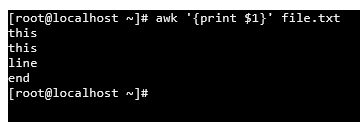 [root@localhost ~]# awk '{print $1}' file.txt
this
this
line
end
[root@localhost ~]#